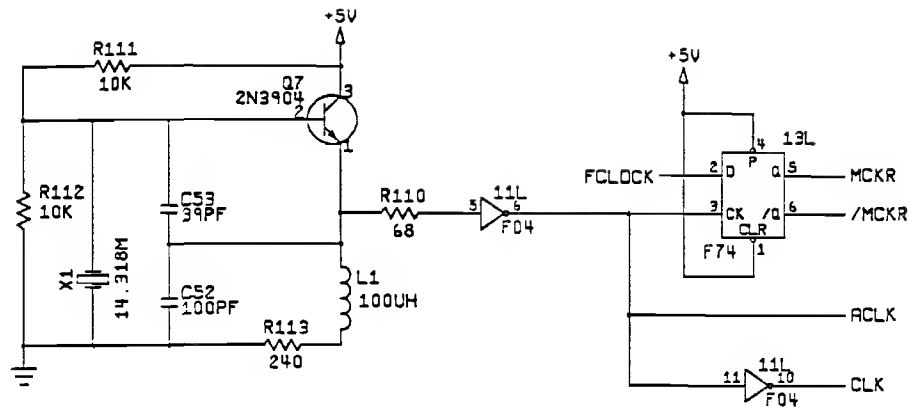 +5V
R111
10K
Q7
2N3904
3
2
1
R112
10K
X1
14.318M
C53
39PF
C52
100PF
R113
240
L1
100UH
R110
68
5
11L
6
F04
+5V
4
13L
P
FCLOCK
2
D
Q
5
MCKR
3
CK
/Q
6
/MCKR
CLR
F74
1
ACLK
11
11L
10
F04
CLK